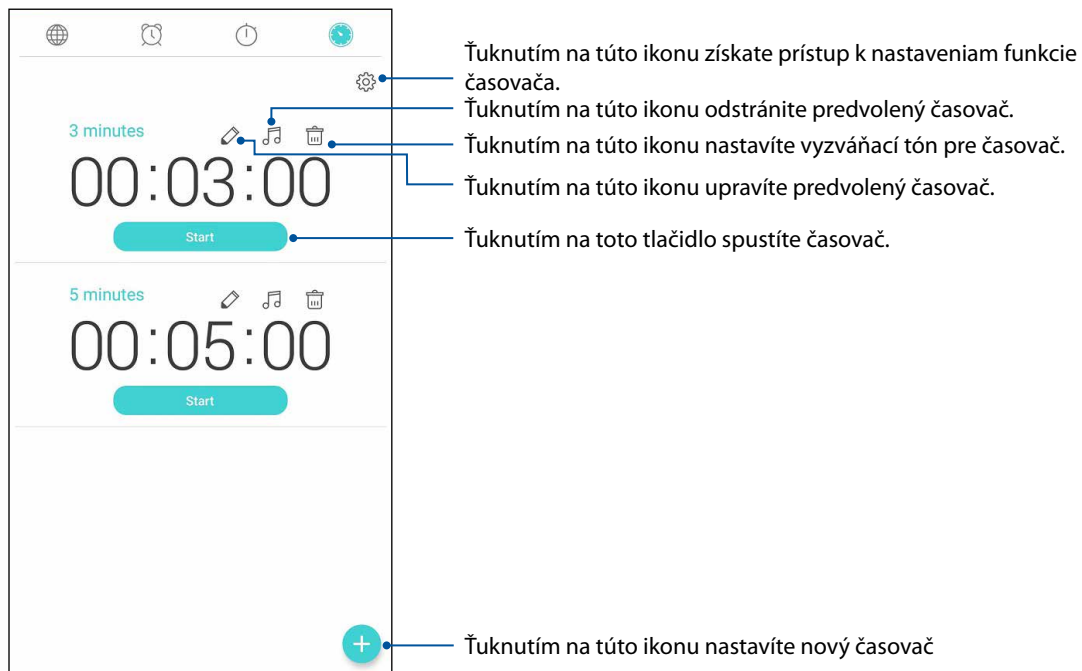 Ťuknutím na túto ikonu získate prístup k nastaveniam funkcie
časovača.
Ťuknutím na túto ikonu odstránite predvolený časovač.
3 minutes
Ťuknutím na túto ikonu nastavíte vyzváňací tón pre časovač.
00:03:00
Ťuknutím na túto ikonu upravíte predvolený časovač.
Start
Ťuknutím na toto tlačidlo spustíte časovač.
5 minutes
00:05:00
Start
Ťuknutím na túto ikonu nastavíte nový časovač